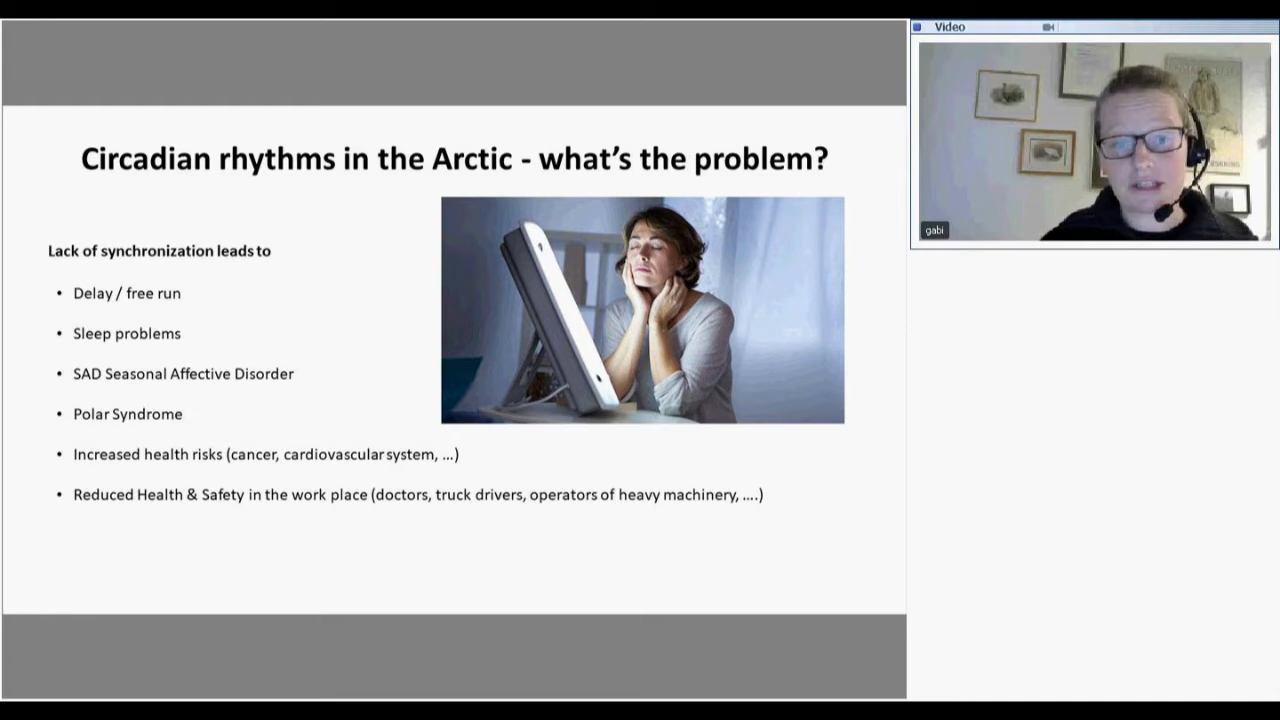 Video
Circadian rhythms in the Arctic - what's the problem?
Lack of synchronization leads to
• Delay / free run
• Sleep problems
• SAD Seasonal Affective Disorder
• Polar Syndrome
• Increased health risks (cancer, cardiovascular system, ...)
• Reduced Health & Safety in the work place (doctors, truck drivers, operators of heavy machinery, ....)
gabi